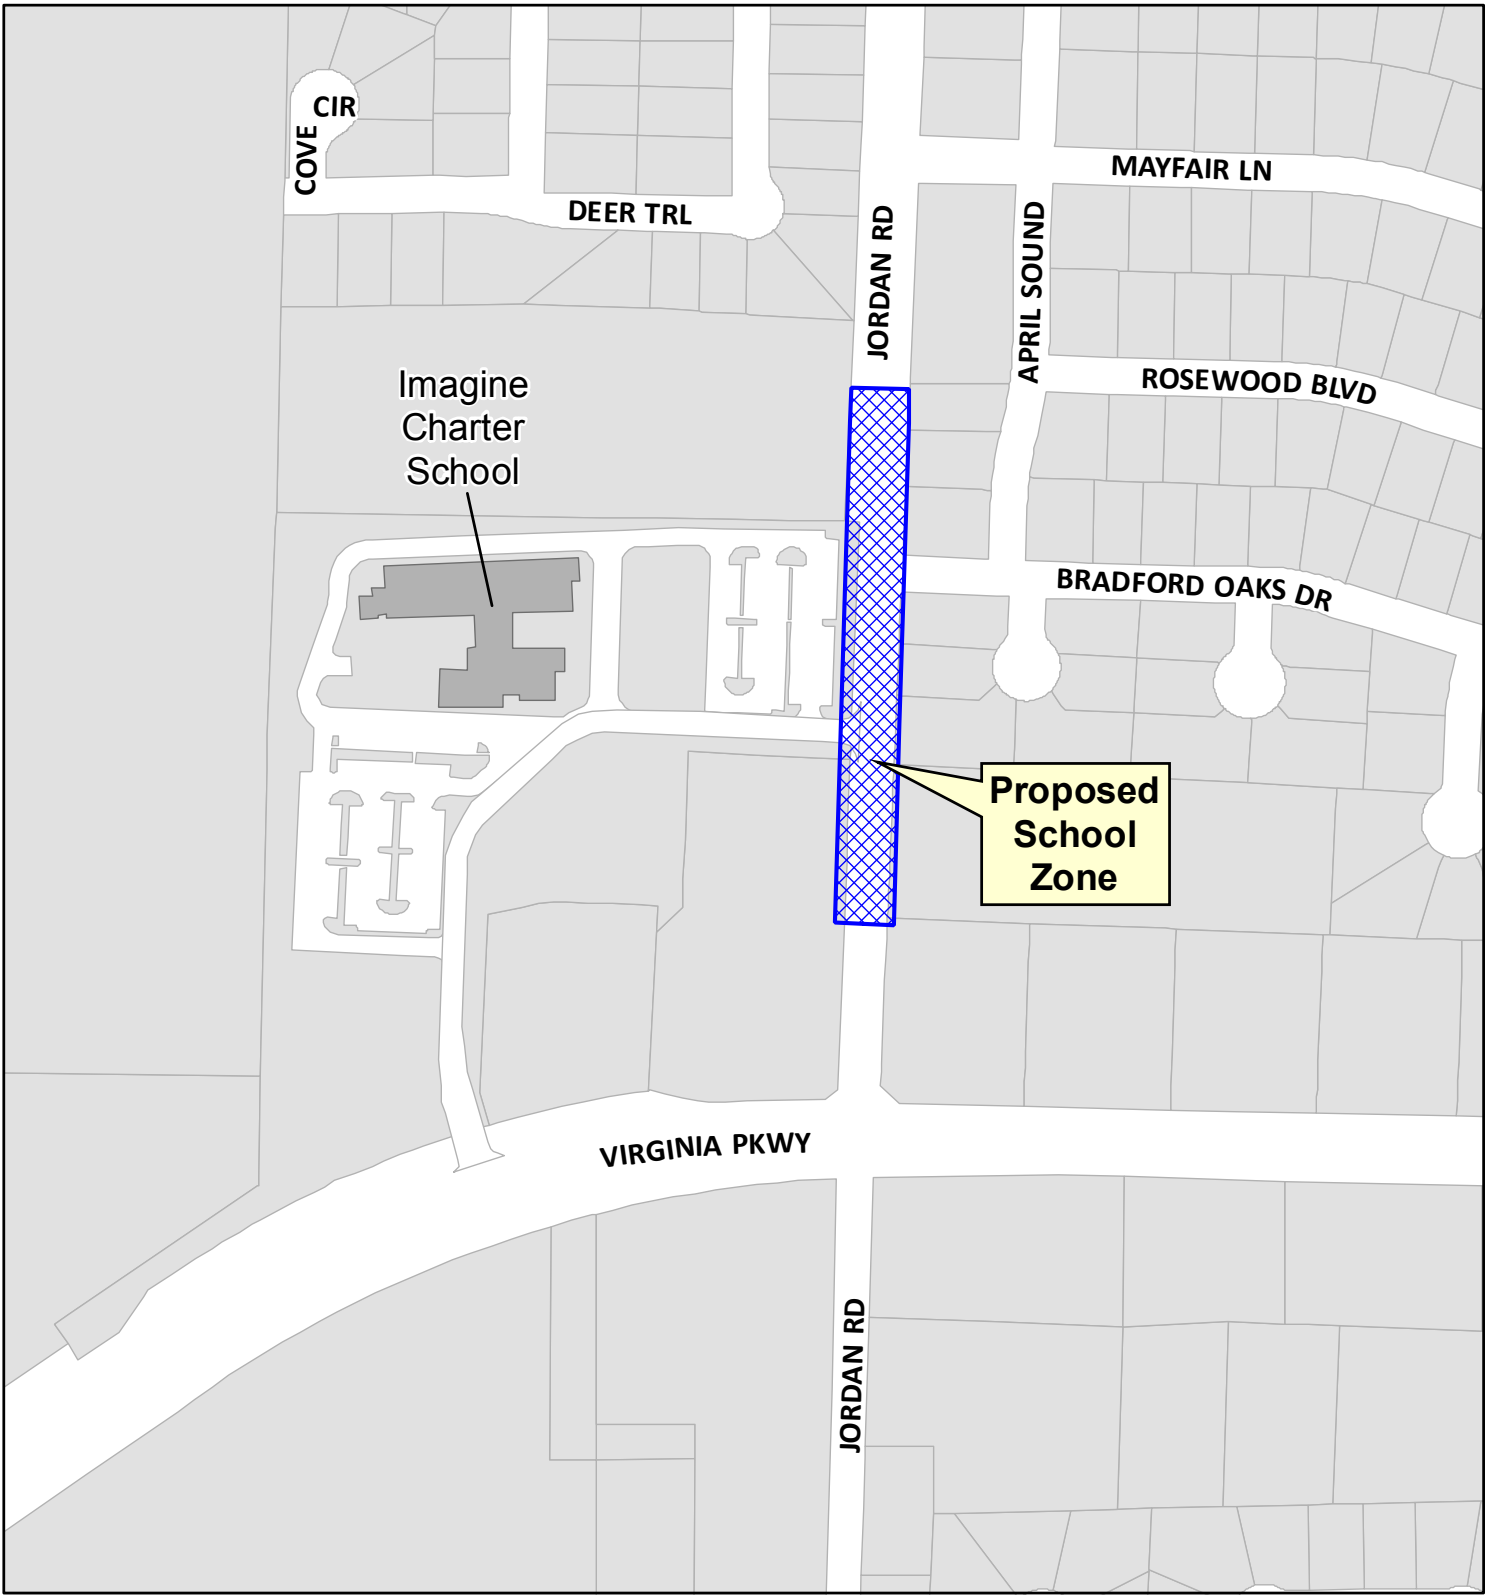 CIR
COVE
MAYFAIR LN
DEER TRL
JORDAN RD
APRIL SOUND
Imagine
Charter
School
ROSEWOOD BLVD
BRADFORD OAKS DR
Proposed
School
Zone
VIRGINIA PKWY
JORDAN RD